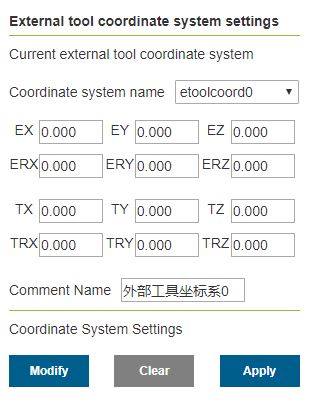 External tool coordinate system settings
Current external tool coordinate system
Coordinate system name etoolcoord0
EX 0.000 EY 0.000 EZ 0.000
ERX 0.000 ERY 0.000 ERZ 0.000
TX 0.000 TY 0.000 TZ 0.000
TRX 0.000 TRY 0.000 TRZ 0.000
Comment Name 外部工具坐标系0
Coordinate System Settings
Modify Clear Apply